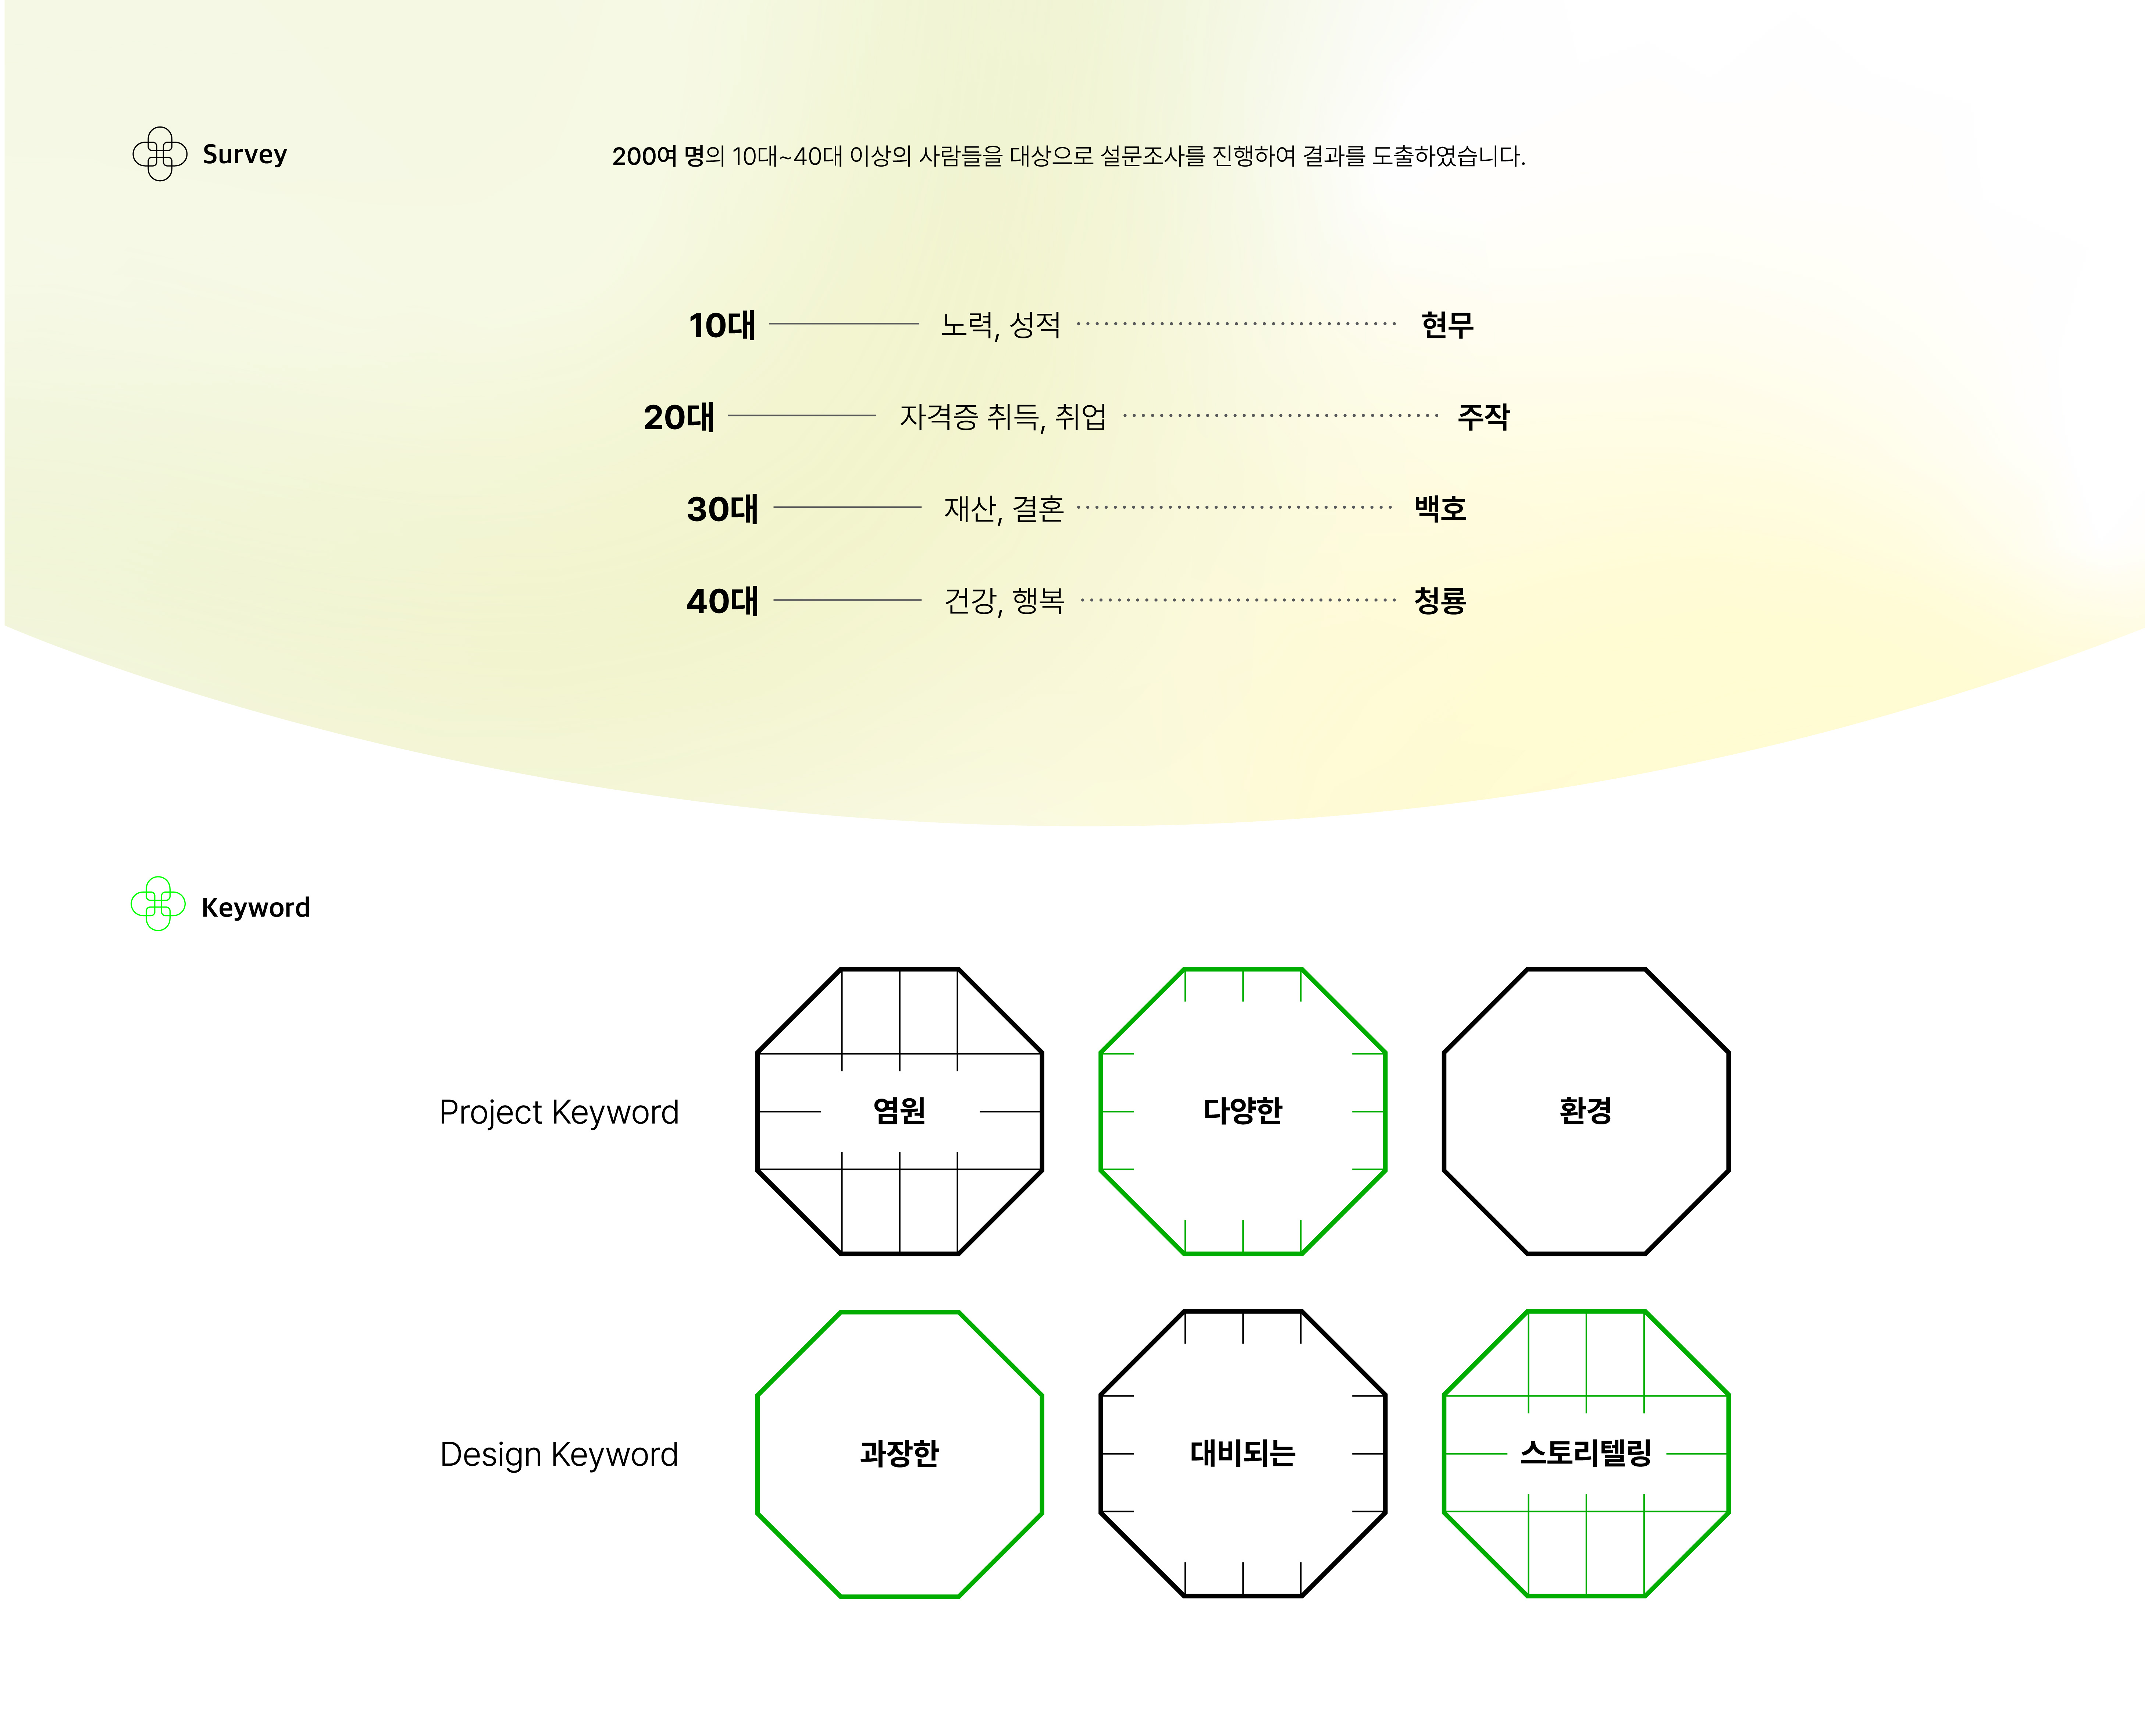 Survey
200여 명의 10대~40대 이상의 사람들을 대상으로 설문조사를 진행하여 결과를 도출하였습니다.
10대 노력, 성적 현무
20대 자격증 취득, 취업 주작
30대 재산, 결혼 백호
40대 건강, 행복 청룡
Keyword
Project Keyword 염원 다양한 환경
Design Keyword 과장한 대비되는 스토리텔링